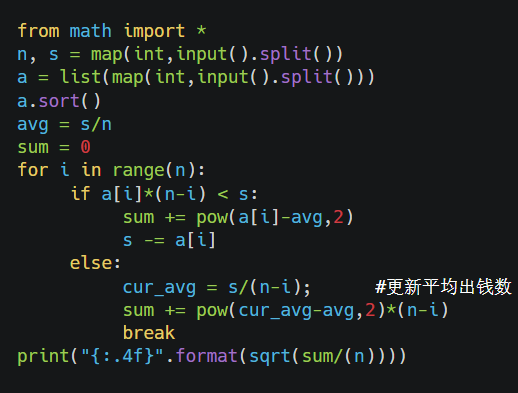 from math import *
n, s = map(int,input().split())
a = list(map(int,input().split()))
a.sort()
avg = s/n
sum = 0
for i in range(n):
    if a[i]*(n-i) < s:
        sum += pow(a[i]-avg,2)
        s -= a[i]
    else:
        cur_avg = s/(n-i);      #更新平均出钱数
        sum += pow(cur_avg-avg,2)*(n-i)
        break
print("{:.4f}".format(sqrt(sum/(n))))